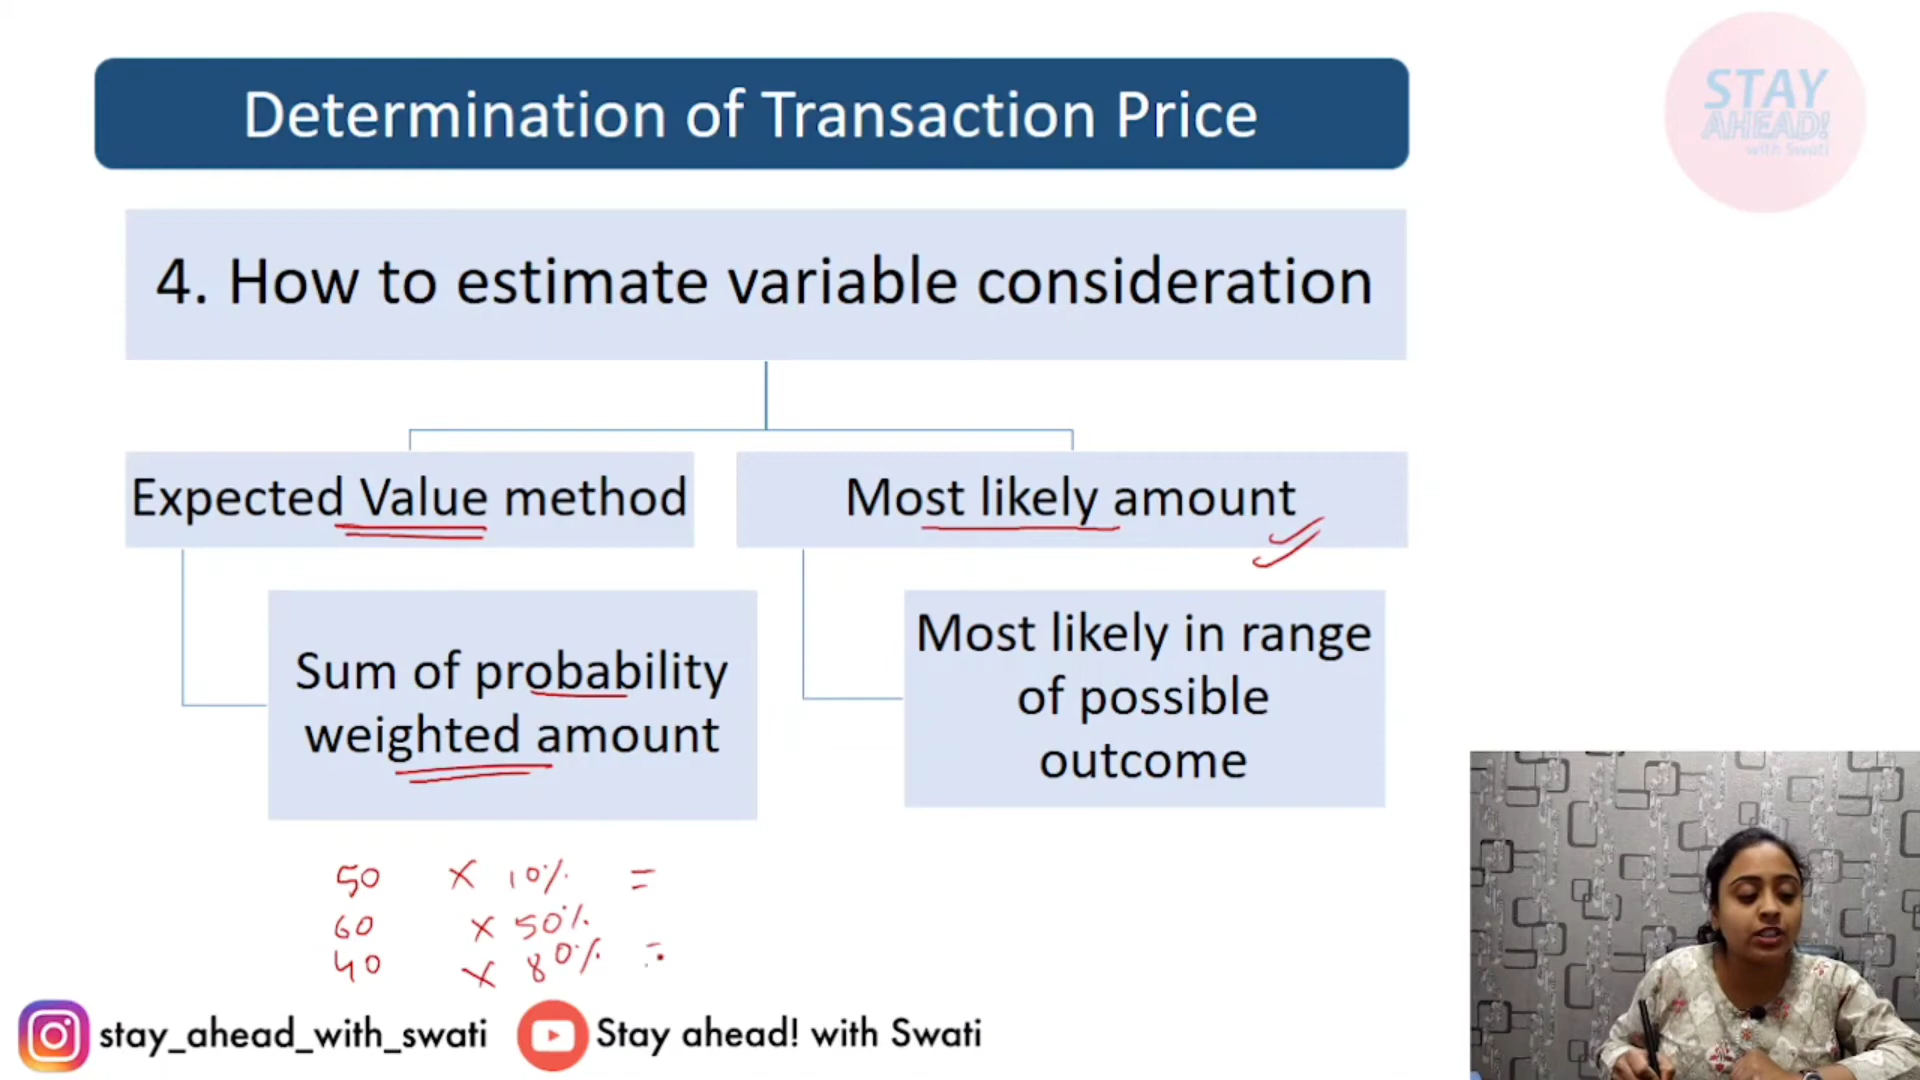 Determination of Transaction Price
STAY
AHEAD!
with Swati
4. How to estimate variable consideration
Expected Value method
Most likely amount
Sum of probability
weighted amount
Most likely in range
of possible
outcome
50 × 10% =
60 × 50%
40 × 80% =
stay_ahead_with_swati
Stay ahead! with Swati